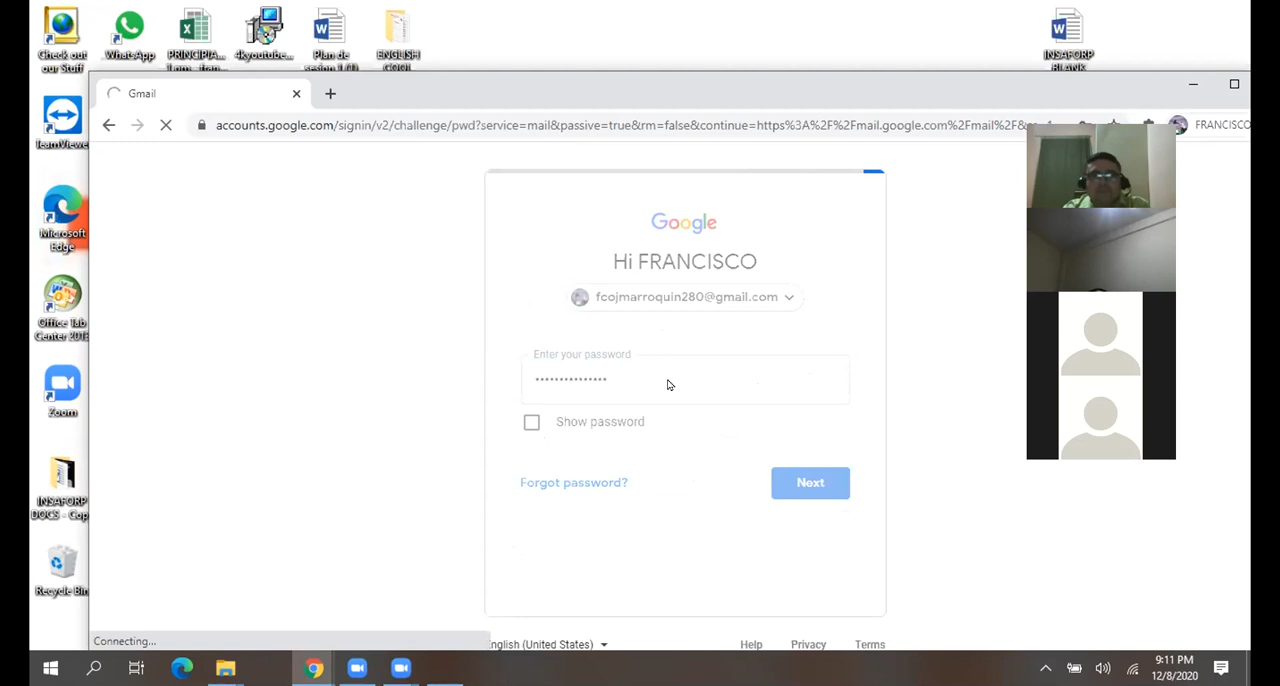 Check out
our Stuff
WhatsApp
PRINCIPIA...
4kyoutube...
Plan de
sesion 1 (1)
ENGLISH
COOL
INSAFORP
BLANK
Gmail
accounts.google.com/signin/v2/challenge/pwd?service=mail&passive=true&rm=false&continue=https%3A%2F%2Fmail.google.com%2Fmail%2F&
FRANCISCO
TeamViewer
Google
Microsoft
Edge
Hi FRANCISCO
fcojmarroquin280@gmail.com
Office Tab
Center 2013
Enter your password
•••••••••••••••
Show password
Zoom
Forgot password?
Next
INSAFORP
DOCS - Cop
Recycle Bin
Connecting...
nglish (United States)
Help
Privacy
Terms
9:11 PM
12/8/2020